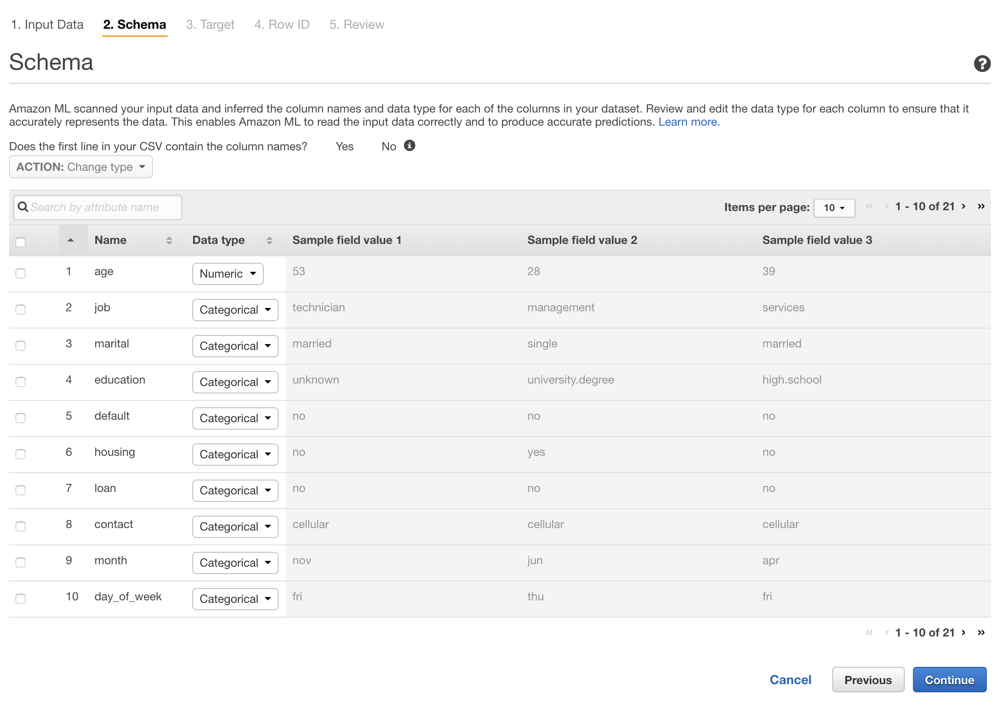 1. Input Data 2. Schema 3. Target 4. Row ID 5. Review
Schema
Amazon ML scanned your input data and inferred the column names and data type for each of the columns in your dataset. Review and edit the data type for each column to ensure that it
accurately represents the data. This enables Amazon ML to read the input data correctly and to produce accurate predictions. Learn more.
Does the first line in your CSV contain the column names? Yes No
ACTION: Change type
Search by attribute name Items per page: 10 « ‹ 1 - 10 of 21 › »
Name Data type Sample field value 1 Sample field value 2 Sample field value 3
1 age Numeric 53 28 39
2 job Categorical technician management services
3 marital Categorical married single married
4 education Categorical unknown university.degree high.school
5 default Categorical no no no
6 housing Categorical no yes no
7 loan Categorical no no no
8 contact Categorical cellular cellular cellular
9 month Categorical nov jun apr
10 day_of_week Categorical fri thu fri
« ‹ 1 - 10 of 21 › »
Cancel Previous Continue